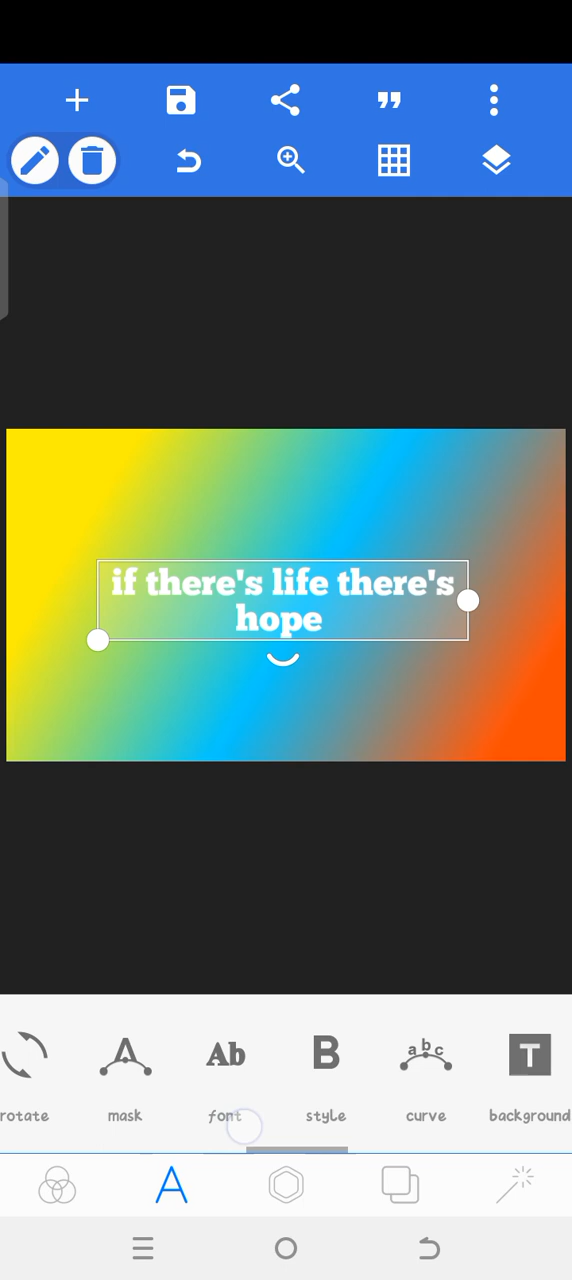 if there's life there's
hope
Ab
B
abc
T
rotate
mask
font
style
curve
background